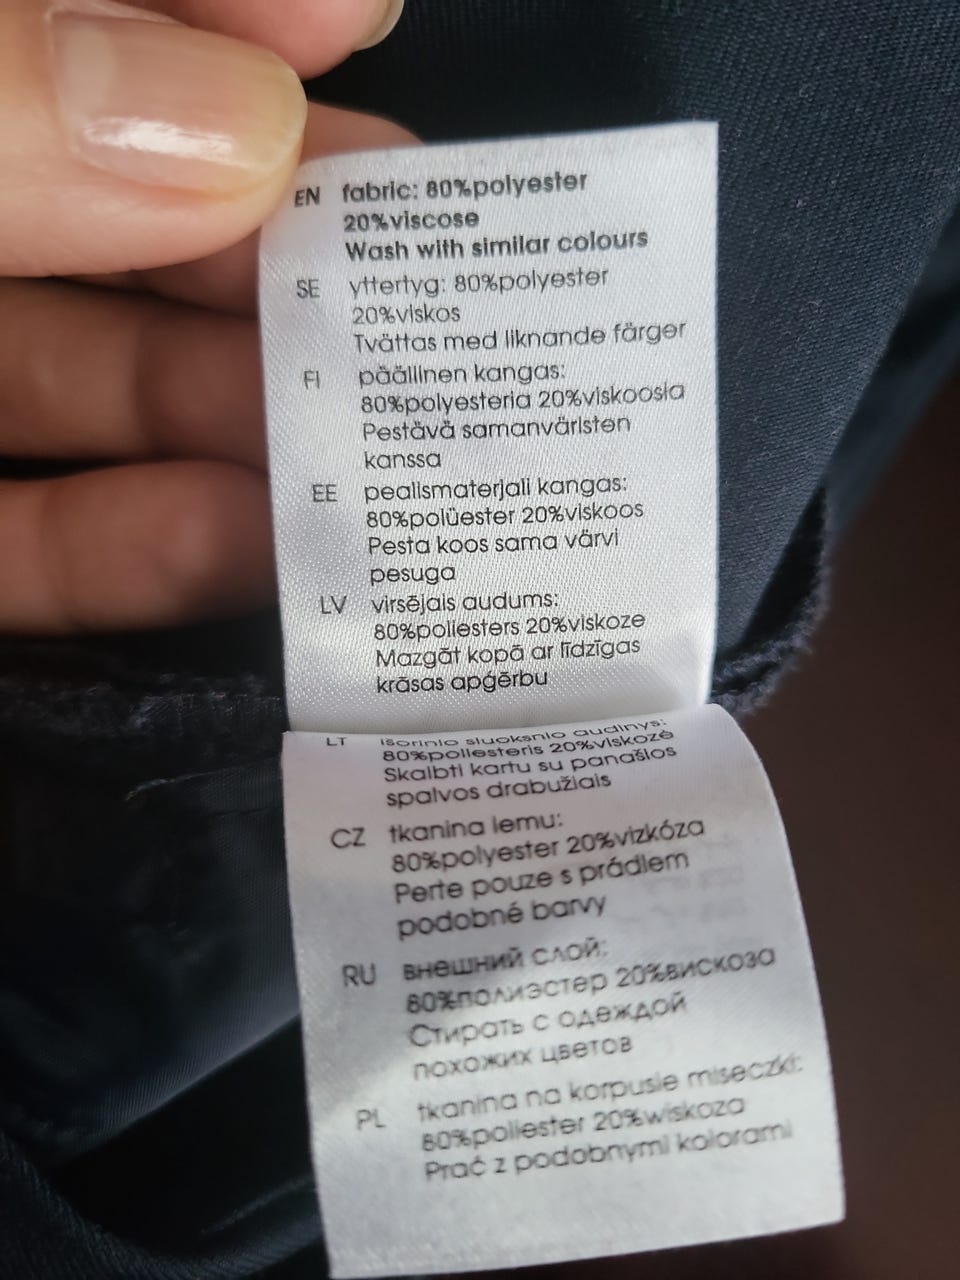 EN fabric: 80%polyester
20%viscose
Wash with similar colours
SE yttertyg: 80%polyester
20%viskos
Tvättas med liknande färger
FI päällinen kangas:
80%polyesteria 20%viskoosia
Pestävä samanväristen
kanssa
EE pealismaterjali kangas:
80%polüester 20%viskoos
Pesta koos sama värvi
pesuga
LV virsējais audums:
80%poliesters 20%viskoze
Mazgāt kopā ar līdzīgas
krāsas apģērbu
LT išorinio sluoksnio audinys:
80%poliesteris 20%viskozė
Skalbti kartu su panašios
spalvos drabužiais
CZ tkanina lemu:
80%polyester 20%vizkóza
Perte pouze s prádlem
podobné barvy
RU внешний слой:
80%полиэстер 20%вискоза
Стирать с одеждой
похожих цветов
PL tkanina na korpusie miseczki:
80%poliester 20%wiskoza
Prać z podobnymi kolorami